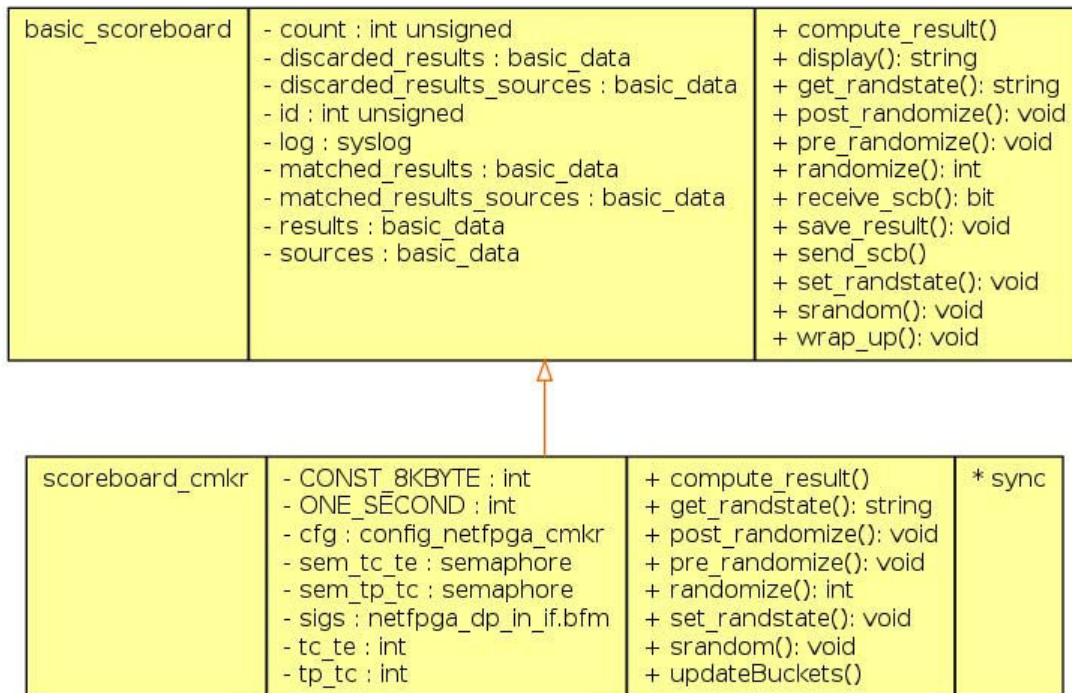 basic_scoreboard
- count : int unsigned
- discarded_results : basic_data
- discarded_results_sources : basic_data
- id : int unsigned
- log : syslog
- matched_results : basic_data
- matched_results_sources : basic_data
- results : basic_data
- sources : basic_data
+ compute_result()
+ display(): string
+ get_randstate(): string
+ post_randomize(): void
+ pre_randomize(): void
+ randomize(): int
+ receive_scb(): bit
+ save_result(): void
+ send_scb()
+ set_randstate(): void
+ srandom(): void
+ wrap_up(): void
scoreboard_cmkr
- CONST_8KBYTE : int
- ONE_SECOND : int
- cfg : config_netfpga_cmkr
- sem_tc_te : semaphore
- sem_tp_tc : semaphore
- sigs : netfpga_dp_in_if.bfm
- tc_te : int
- tp_tc : int
+ compute_result()
+ get_randstate(): string
+ post_randomize(): void
+ pre_randomize(): void
+ randomize(): int
+ set_randstate(): void
+ srandom(): void
+ updateBuckets()
* sync